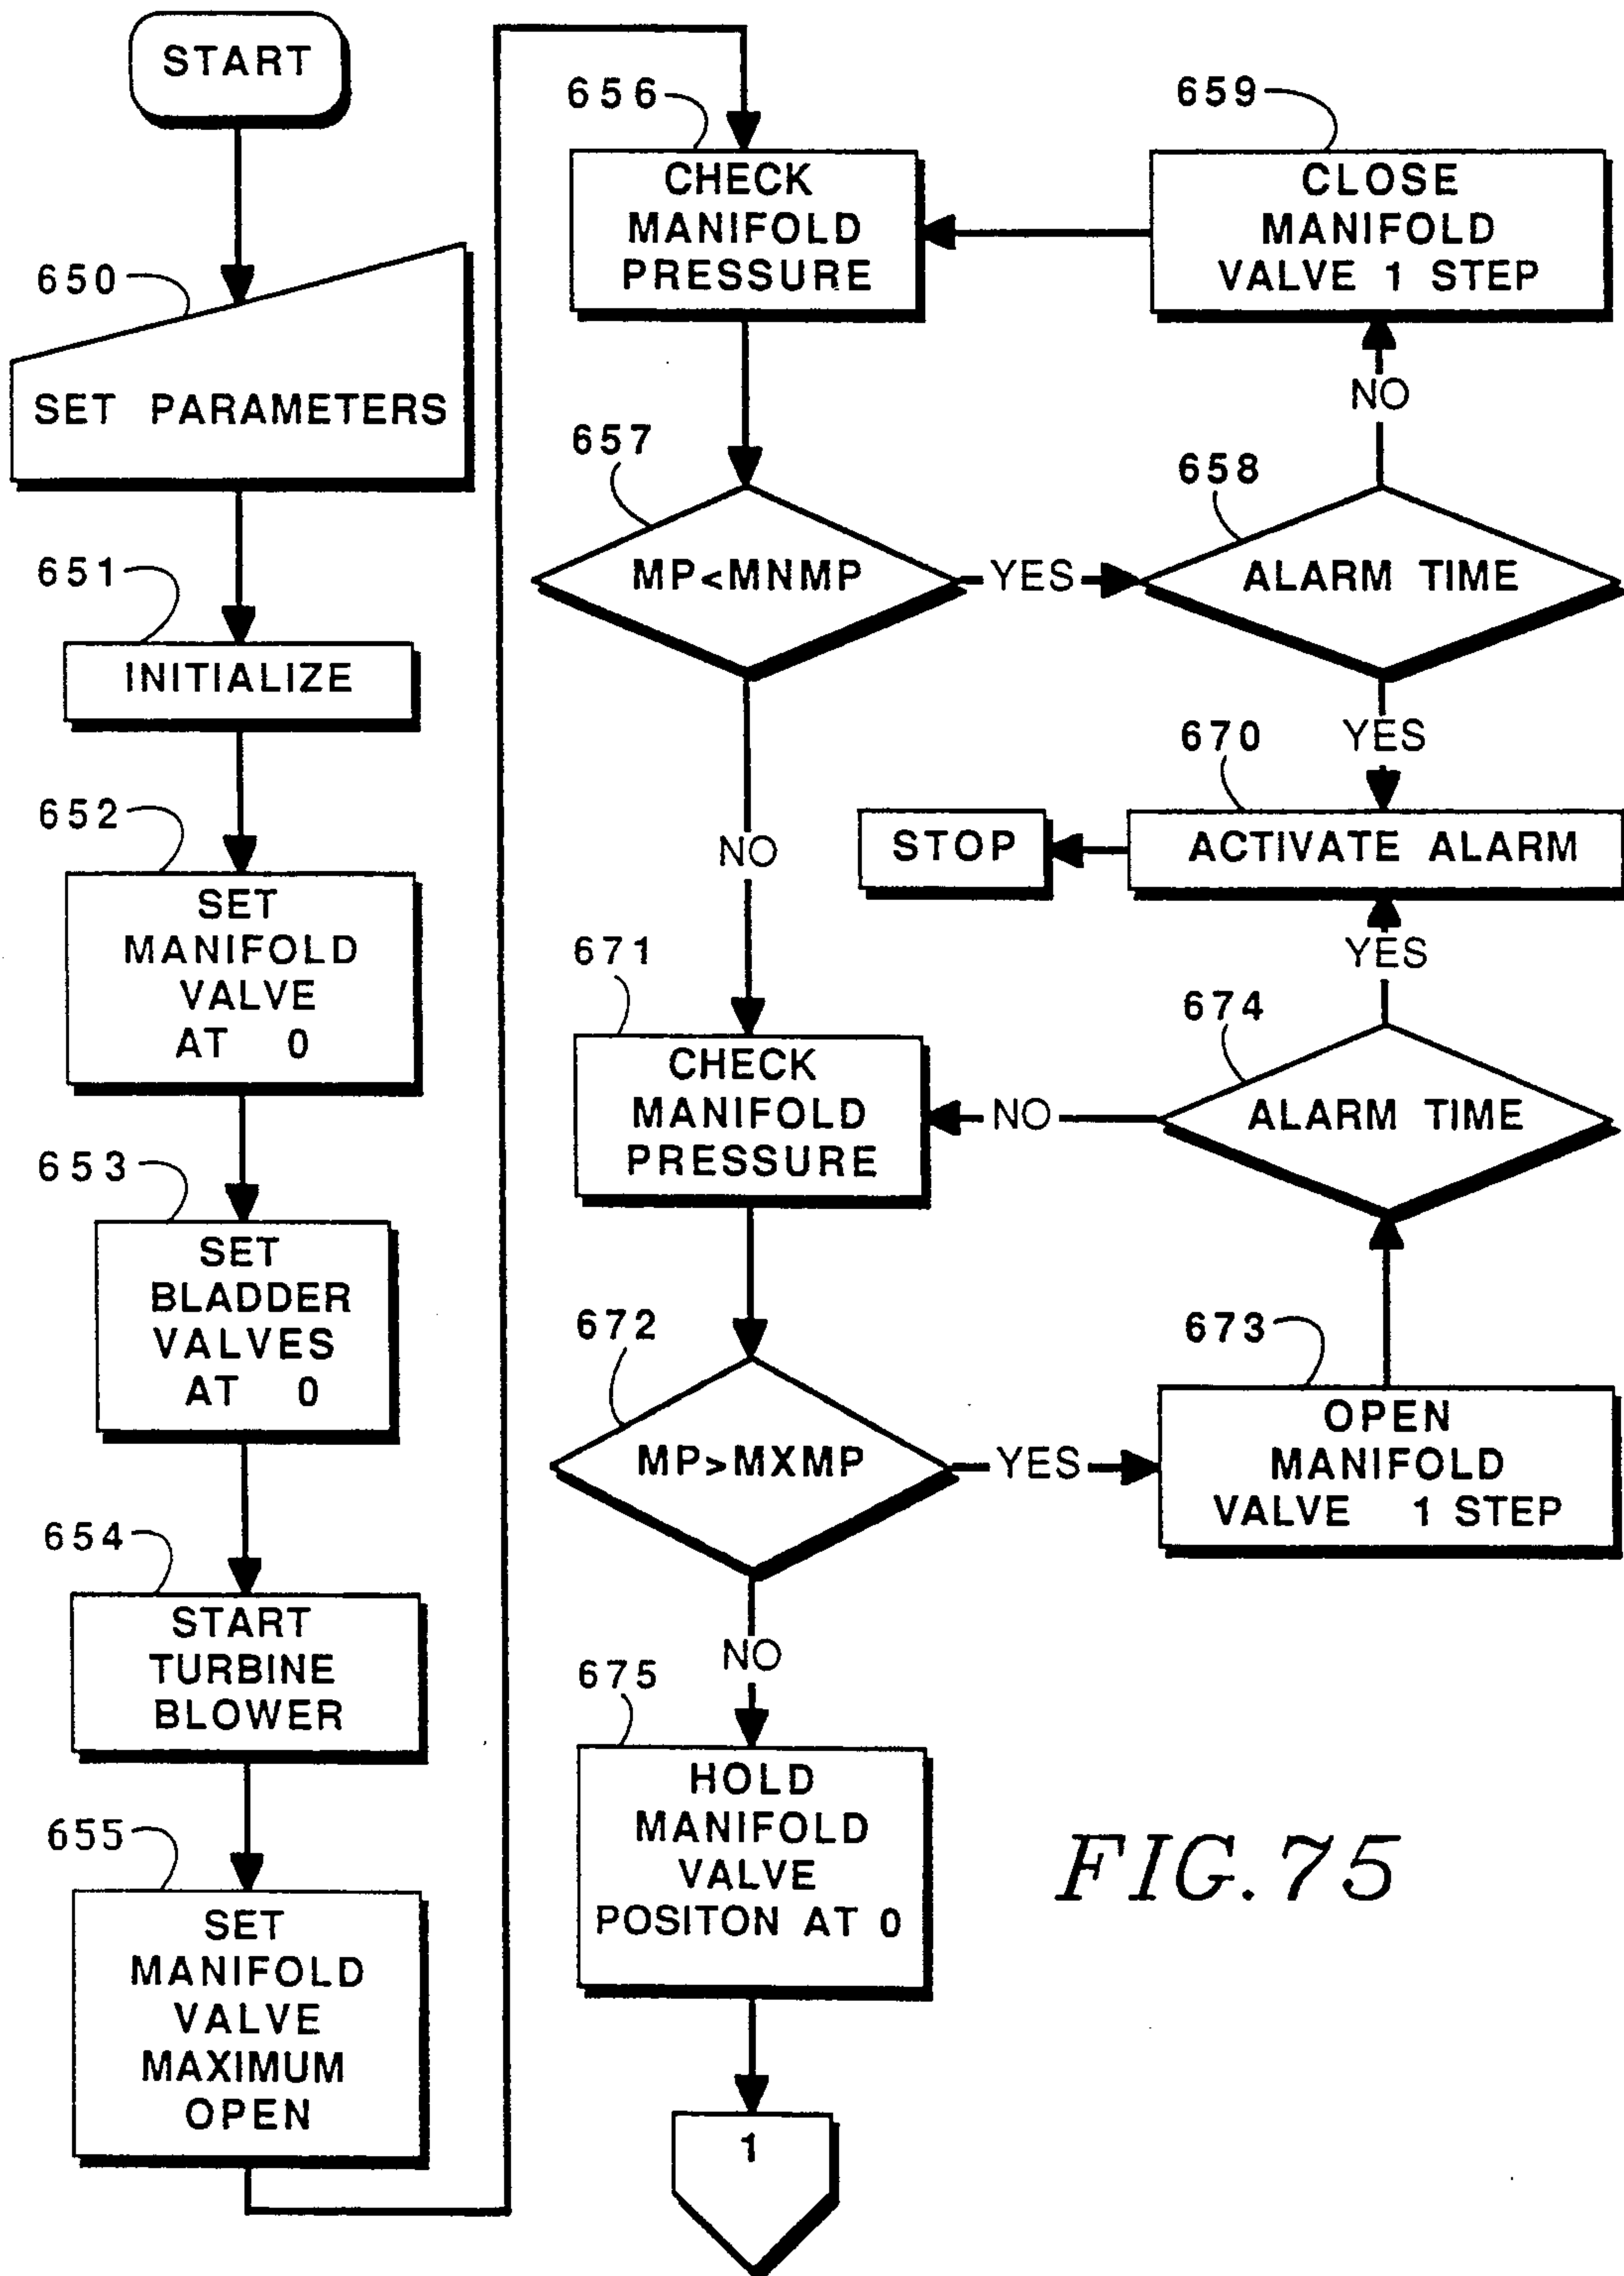 START
650
SET PARAMETERS
651
INITIALIZE
652
SET
MANIFOLD
VALVE
AT 0
653
SET
BLADDER
VALVES
AT 0
654
START
TURBINE
BLOWER
655
SET
MANIFOLD
VALVE
MAXIMUM
OPEN
656
CHECK
MANIFOLD
PRESSURE
657
MP<MNMP
YES
NO
658
ALARM TIME
NO
YES
659
CLOSE
MANIFOLD
VALVE 1 STEP
670
ACTIVATE ALARM
STOP
671
CHECK
MANIFOLD
PRESSURE
672
MP>MXMP
YES
NO
673
OPEN
MANIFOLD
VALVE 1 STEP
674
ALARM TIME
YES
NO
675
HOLD
MANIFOLD
VALVE
POSITON AT 0
1
FIG. 75